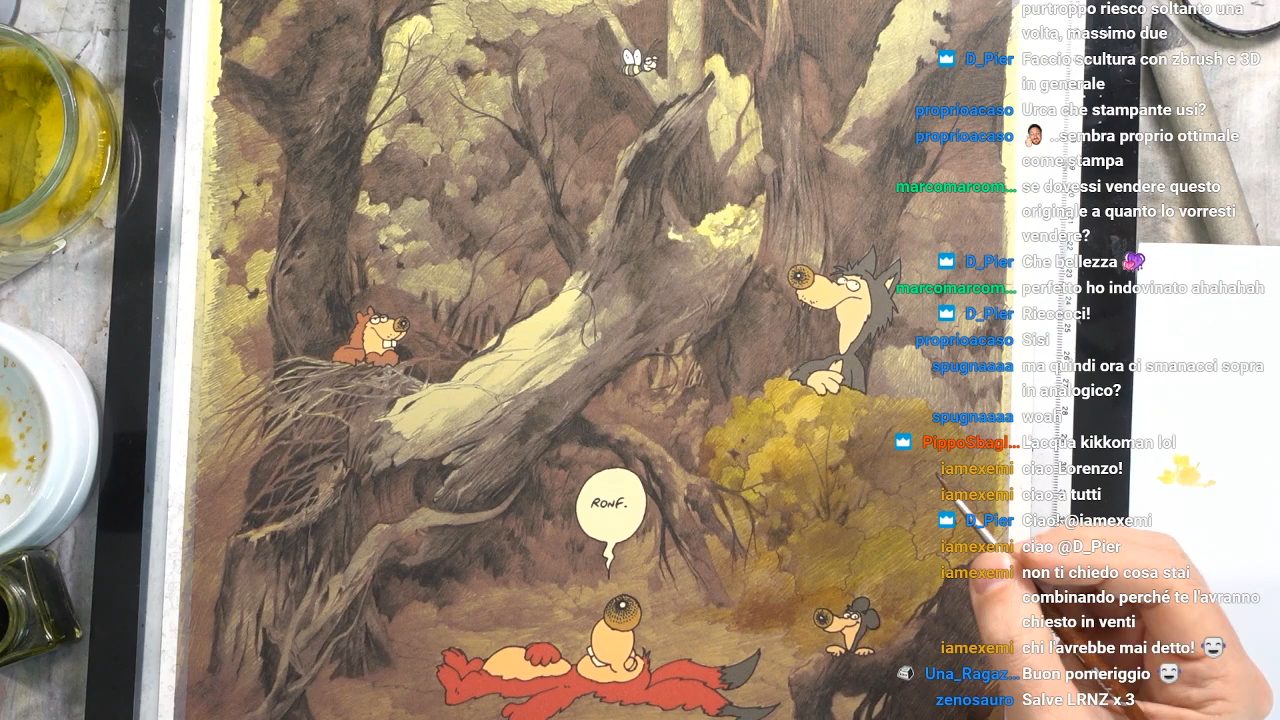 purtroppo riesco soltanto una
volta, massimo due
D_Pier Faccio scultura con zbrush e 3D
in generale
proprioacaso Urca che stampante usi?
proprioacaso ..sembra proprio ottimale
come stampa
marcomarcom... se dovessi vendere questo
originale a quanto lo vorresti
vendere?
D_Pier Che bellezza
marcomarcom... perfetto ho indovinato ahahahah
D_Pier Rieccoci!
proprioacaso Sisi
spugnaaaa ma quindi ora ci smanacci sopra
in analogico?
spugnaaaa
PippoSbagl... L'acqua kikkoman lol
iamexemi ciao Lorenzo!
iamexemi ciao a tutti
RONF.
D_Pier Ciao! @iamexemi
iamexemi ciao @D_Pier
iamexemi non ti chiedo cosa stai
combinando perché te l'avranno
chiesto in venti
iamexemi chi l'avrebbe mai detto!
Una_Ragaz... Buon pomeriggio
zenosauro Salve LRNZ x 3